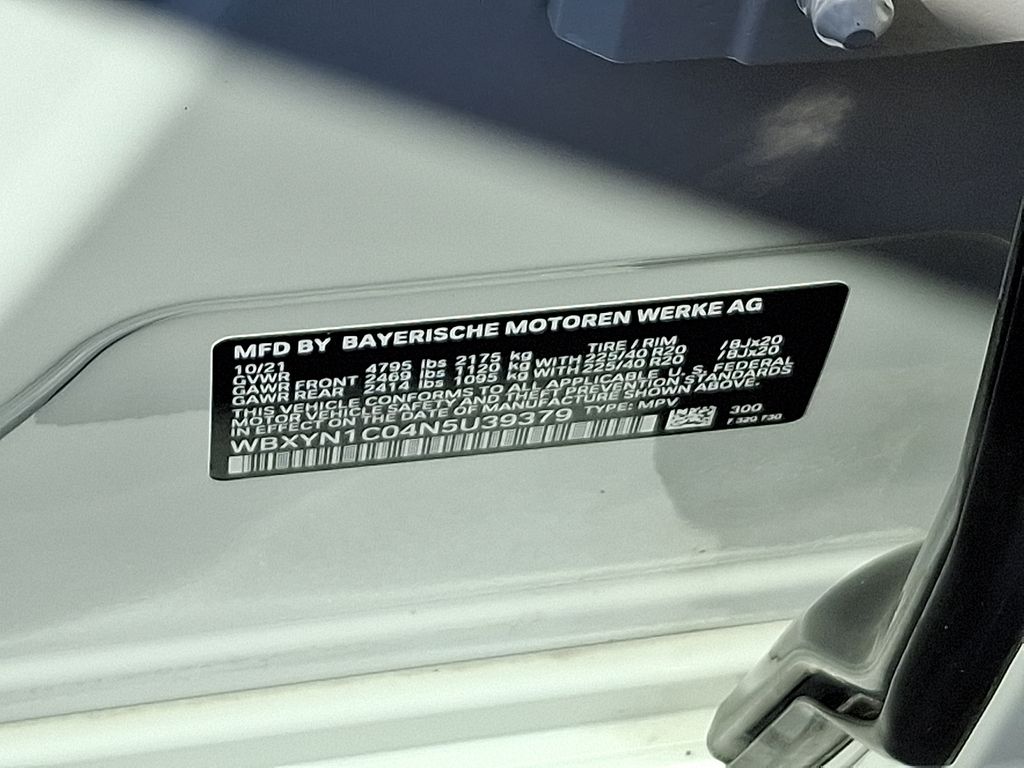 MFD BY BAYERISCHE MOTOREN WERKE AG
10/21 TIRE / RIM
GVWR 4795 lbs 2175 kg
GAWR FRONT 2469 lbs 1120 kg WITH 225/40 R20 /8Jx20
GAWR REAR 2414 lbs 1095 kg WITH 225/40 R20 /8Jx20
THIS VEHICLE CONFORMS TO ALL APPLICABLE U. S. FEDERAL
MOTOR VEHICLE SAFETY AND THEFT PREVENTION STANDARDS
IN EFFECT ON THE DATE OF MANUFACTURE SHOWN ABOVE.
WBXYN1C04N5U39379 TYPE: MPV
300
7 320 730